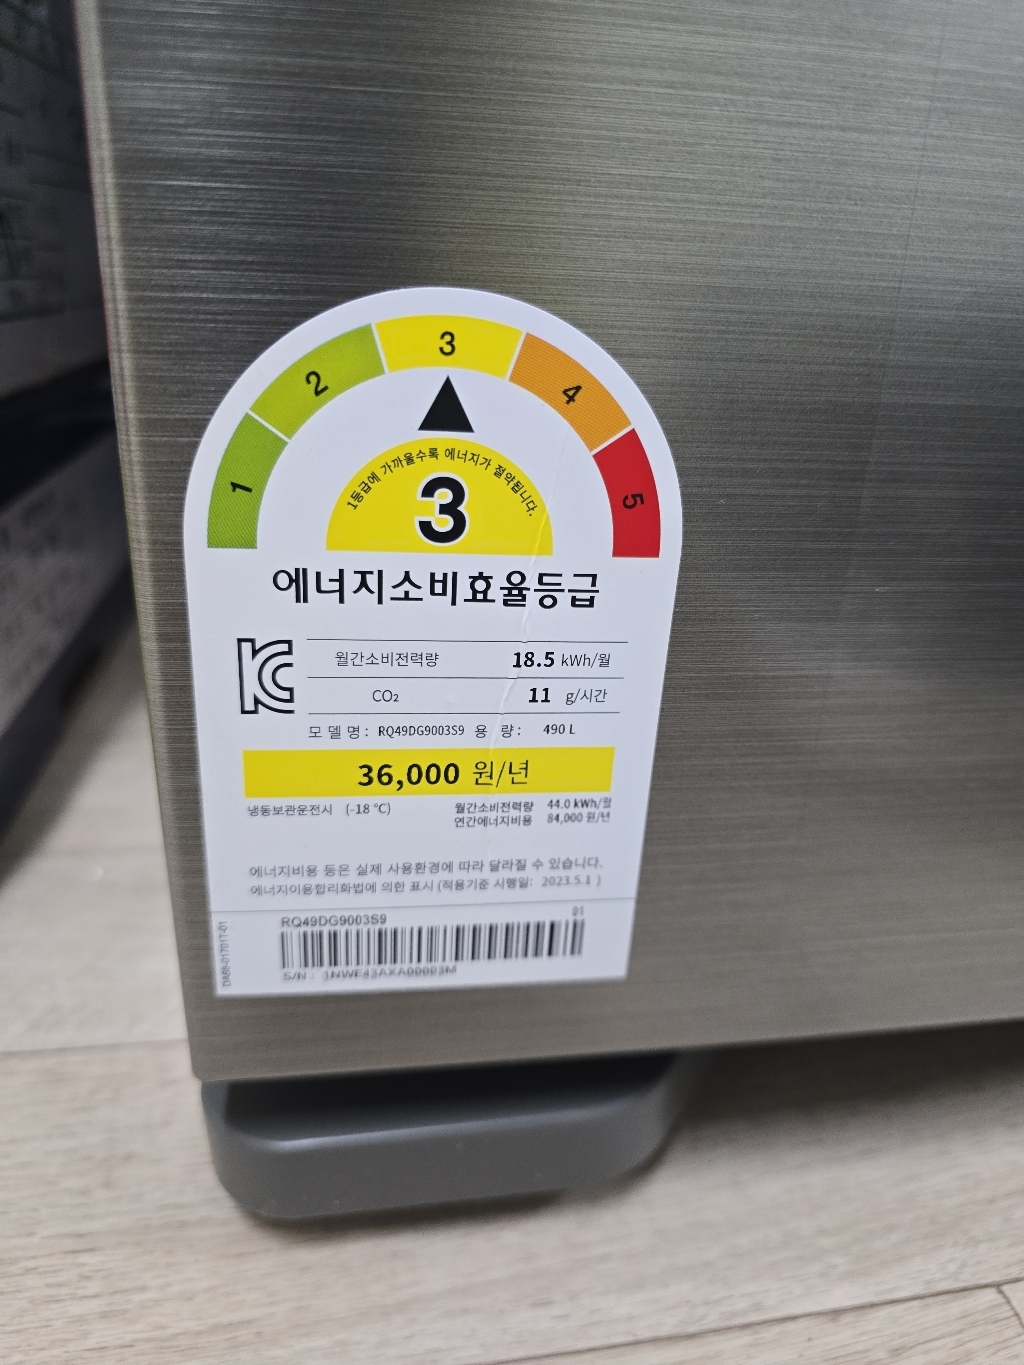 1 2 3 4 5
1등급에 가까울수록 에너지가 절약됩니다.
3
에너지소비효율등급
월간소비전력량 18.5 kWh/월
CO₂ 11 g/시간
모 델 명 : RQ49DG9003S9 용 량 : 490 L
36,000 원/년
냉동보관운전시 (-18 ℃) 월간소비전력량 44.0 kWh/월
연간에너지비용 84,000 원/년
에너지비용 등은 실제 사용환경에 따라 달라질 수 있습니다.
에너지이용합리화법에 의한 표시 (적용기준 시행일: 2023.5.1 )
RQ49DG9003S9 01
S/N :